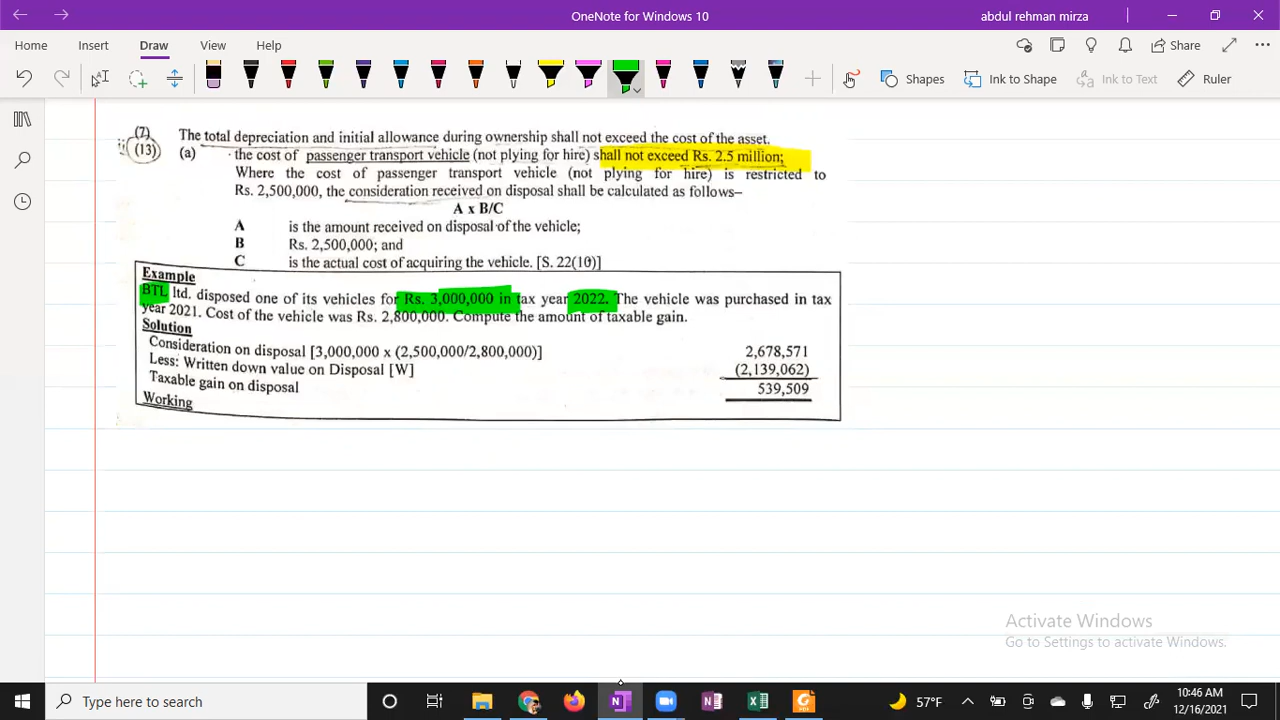 OneNote for Windows 10
abdul rehman mirza
Home Insert Draw View Help
Share
Shapes Ink to Shape Ink to Text Ruler
(7) The total depreciation and initial allowance during ownership shall not exceed the cost of the asset.
(13) (a) the cost of passenger transport vehicle (not plying for hire) shall not exceed Rs. 2.5 million;
Where the cost of passenger transport vehicle (not plying for hire) is restricted to
Rs. 2,500,000, the consideration received on disposal shall be calculated as follows–
A x B/C
A is the amount received on disposal of the vehicle;
B Rs. 2,500,000; and
C is the actual cost of acquiring the vehicle. [S. 22(10)]
Example
BTL ltd. disposed one of its vehicles for Rs. 3,000,000 in tax year 2022. The vehicle was purchased in tax
year 2021. Cost of the vehicle was Rs. 2,800,000. Compute the amount of taxable gain.
Solution
Consideration on disposal [3,000,000 x (2,500,000/2,800,000)] 2,678,571
Less: Written down value on Disposal [W] (2,139,062)
Taxable gain on disposal 539,509
Working
Activate Windows
Go to Settings to activate Windows.
Type here to search
57°F
10:46 AM
12/16/2021